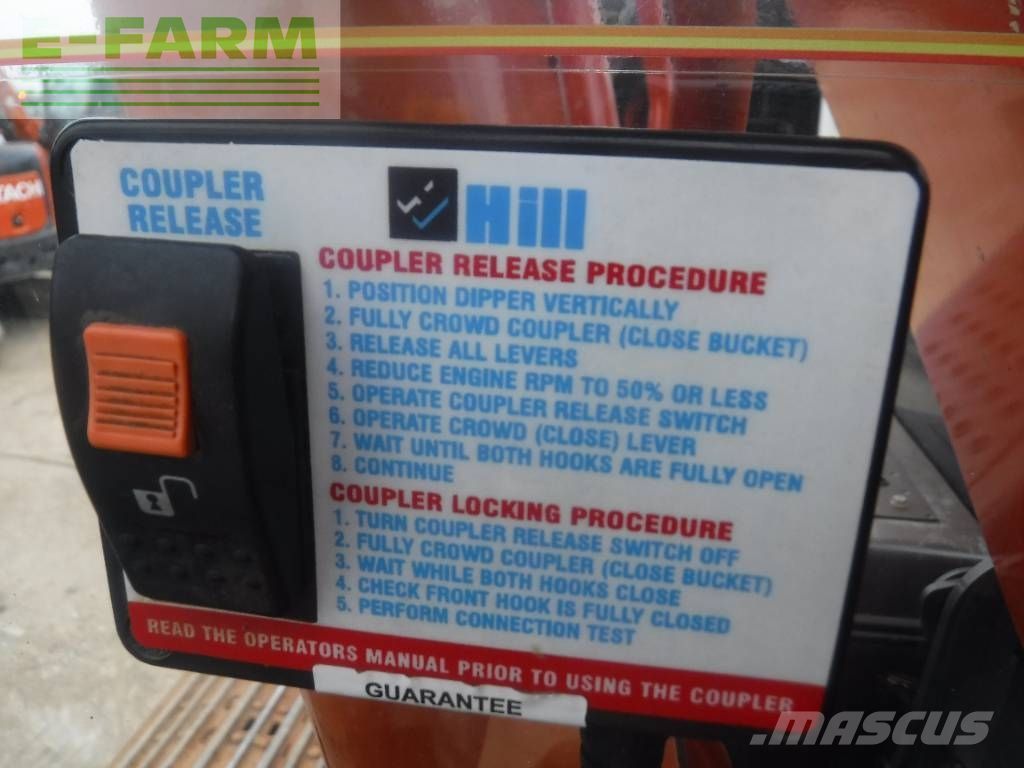 E-FARM
TACHI
COUPLER
RELEASE
Hill
COUPLER RELEASE PROCEDURE
1. POSITION DIPPER VERTICALLY
2. FULLY CROWD COUPLER (CLOSE BUCKET)
3. RELEASE ALL LEVERS
4. REDUCE ENGINE RPM TO 50% OR LESS
5. OPERATE COUPLER RELEASE SWITCH
6. OPERATE CROWD (CLOSE) LEVER
7. WAIT UNTIL BOTH HOOKS ARE FULLY OPEN
8. CONTINUE
COUPLER LOCKING PROCEDURE
1. TURN COUPLER RELEASE SWITCH OFF
2. FULLY CROWD COUPLER (CLOSE BUCKET)
3. WAIT WHILE BOTH HOOKS CLOSE
4. CHECK FRONT HOOK IS FULLY CLOSED
5. PERFORM CONNECTION TEST
READ THE OPERATORS MANUAL PRIOR TO USING THE COUPLER
GUARANTEE
MASCUS